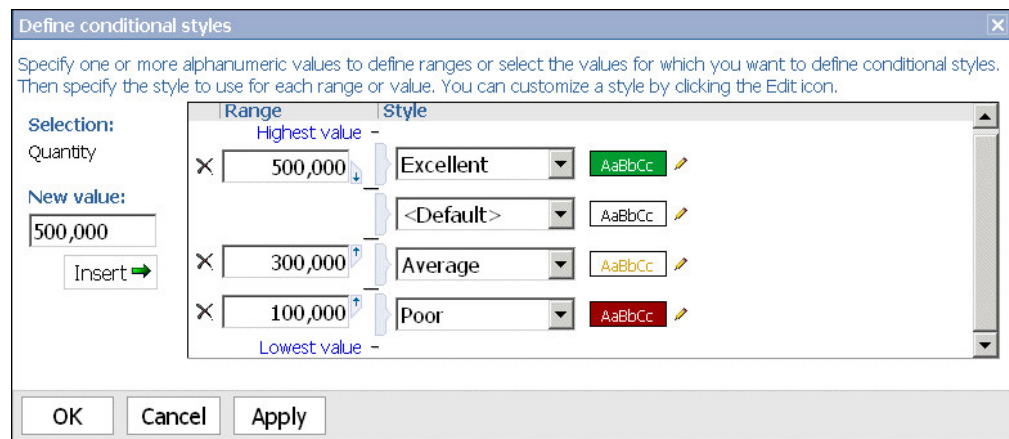 Define conditional styles
Specify one or more alphanumeric values to define ranges or select the values for which you want to define conditional styles.
Then specify the style to use for each range or value. You can customize a style by clicking the Edit icon.
Selection:
Quantity
New value:
500,000
Insert
Range Style
Highest value
500,000 Excellent AaBbCc
<Default> AaBbCc
300,000 Average AaBbCc
100,000 Poor AaBbCc
Lowest value
OK Cancel Apply